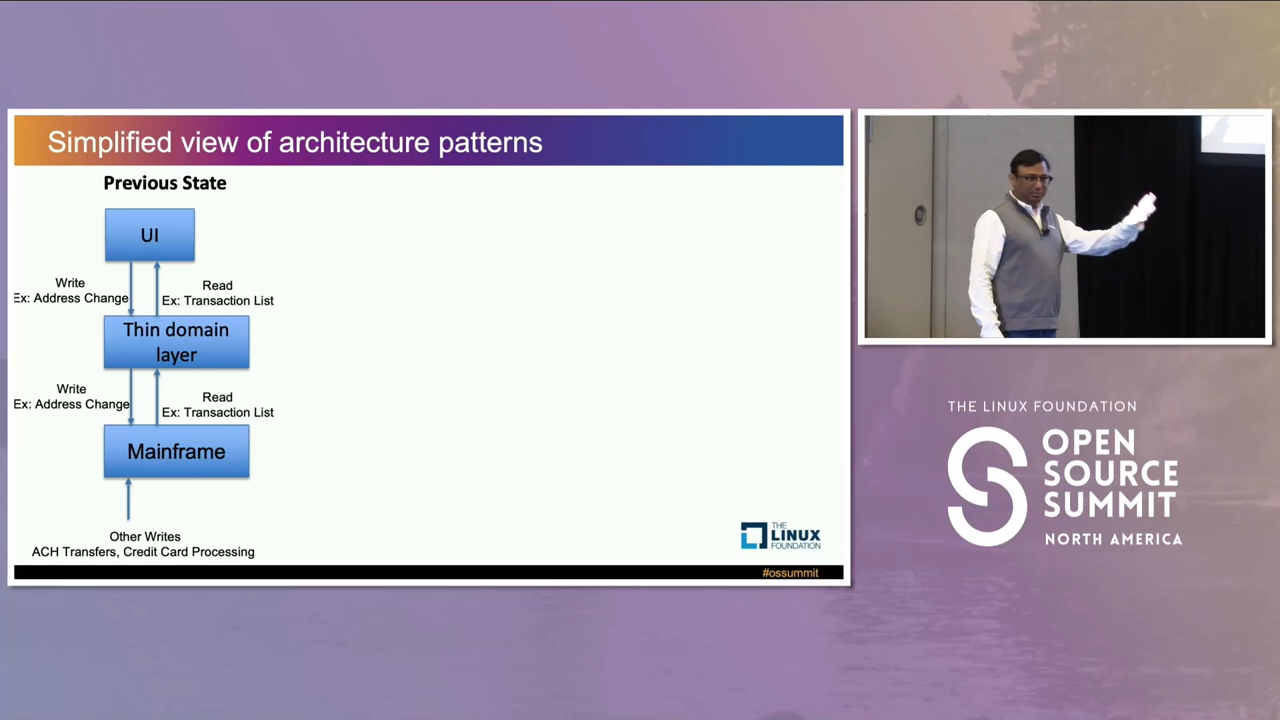 Simplified view of architecture patterns
Previous State
UI
Write
Ex: Address Change
Read
Ex: Transaction List
Thin domain
layer
Write
Ex: Address Change
Read
Ex: Transaction List
Mainframe
Other Writes
ACH Transfers, Credit Card Processing
THE
LINUX
FOUNDATION
#ossummit
THE LINUX FOUNDATION
OPEN
SOURCE
SUMMIT
NORTH AMERICA